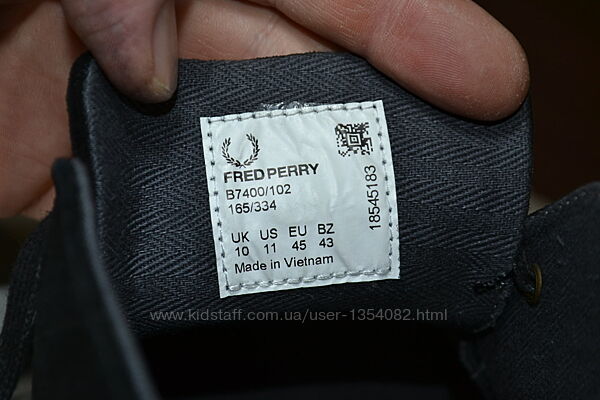 FRED PERRY
B7400/102
165/334
18545183
UK US EU BZ
10 11 45 43
Made in Vietnam
www.kidstaff.com.ua/user-1354082.html